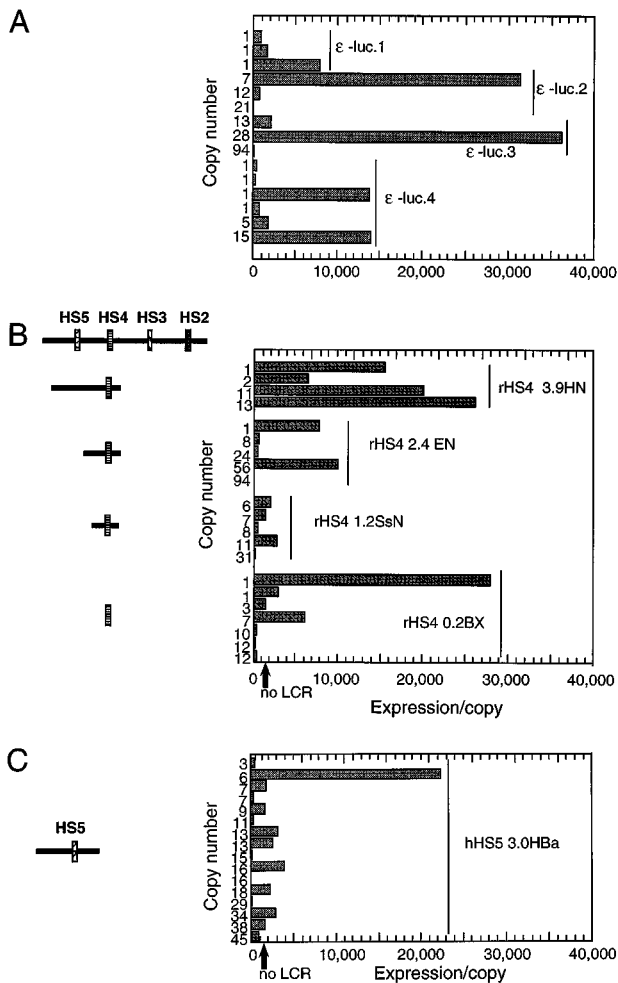 A
Copy number
1
1
1
7
12
21
13
28
94
1
1
1
1
5
15
ε -luc.1
ε -luc.2
ε -luc.3
ε -luc.4
0 10,000 20,000 30,000 40,000
B
HS5 HS4 HS3 HS2
Copy number
1
2
11
13
1
8
24
56
94
6
7
8
11
31
1
1
3
7
10
12
12
rHS4 3.9HN
rHS4 2.4 EN
rHS4 1.2SsN
rHS4 0.2BX
0 10,000 20,000 30,000 40,000
no LCR
Expression/copy
C
HS5
Copy number
3
6
7
7
9
11
13
13
15
16
16
18
29
34
38
45
hHS5 3.0HBa
0 10,000 20,000 30,000 40,000
no LCR
Expression/copy